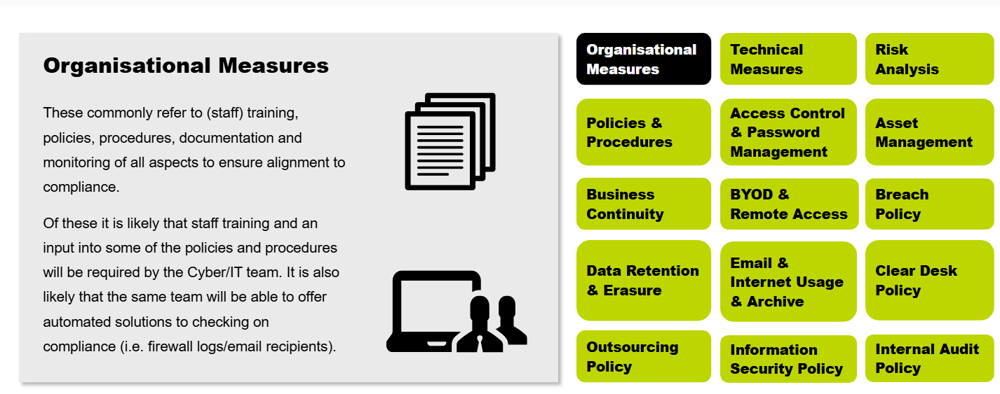 Organisational Measures
These commonly refer to (staff) training,
policies, procedures, documentation and
monitoring of all aspects to ensure alignment to
compliance.
Of these it is likely that staff training and an
input into some of the policies and procedures
will be required by the Cyber/IT team. It is also
likely that the same team will be able to offer
automated solutions to checking on
compliance (i.e. firewall logs/email recipients).
Organisational
Measures
Technical
Measures
Risk
Analysis
Policies &
Procedures
Access Control
& Password
Management
Asset
Management
Business
Continuity
BYOD &
Remote Access
Breach
Policy
Data Retention
& Erasure
Email &
Internet Usage
& Archive
Clear Desk
Policy
Outsourcing
Policy
Information
Security Policy
Internal Audit
Policy